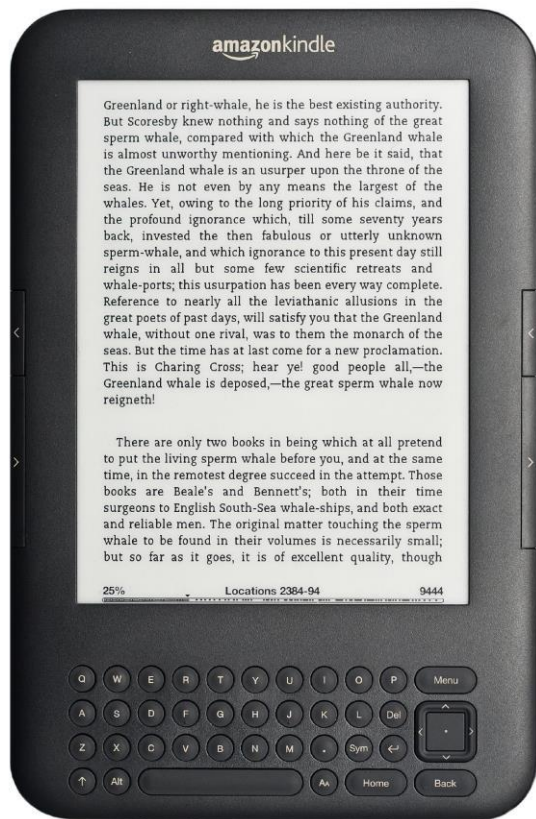 amazonkindle
Greenland or right-whale, he is the best existing authority.
But Scoresby knew nothing and says nothing of the great
sperm whale, compared with which the Greenland whale
is almost unworthy mentioning. And here be it said, that
the Greenland whale is an usurper upon the throne of the
seas. He is not even by any means the largest of the
whales. Yet, owing to the long priority of his claims, and
the profound ignorance which, till some seventy years
back, invested the then fabulous or utterly unknown
sperm-whale, and which ignorance to this present day still
reigns in all but some few scientific retreats and
whale-ports; this usurpation has been every way complete.
Reference to nearly all the leviathanic allusions in the
great poets of past days, will satisfy you that the Greenland
whale, without one rival, was to them the monarch of the
seas. But the time has at last come for a new proclamation.
This is Charing Cross; hear ye! good people all,—the
Greenland whale is deposed,—the great sperm whale now
reigneth!
There are only two books in being which at all pretend
to put the living sperm whale before you, and at the same
time, in the remotest degree succeed in the attempt. Those
books are Beale's and Bennett's; both in their time
surgeons to English South-Sea whale-ships, and both exact
and reliable men. The original matter touching the sperm
whale to be found in their volumes is necessarily small;
but so far as it goes, it is of excellent quality, though
25% Locations 2384-94 9444
Q W E R T Y U I O P Menu
A S D F G H J K L Del
Z X C V B N M . Sym
Alt AA Home Back